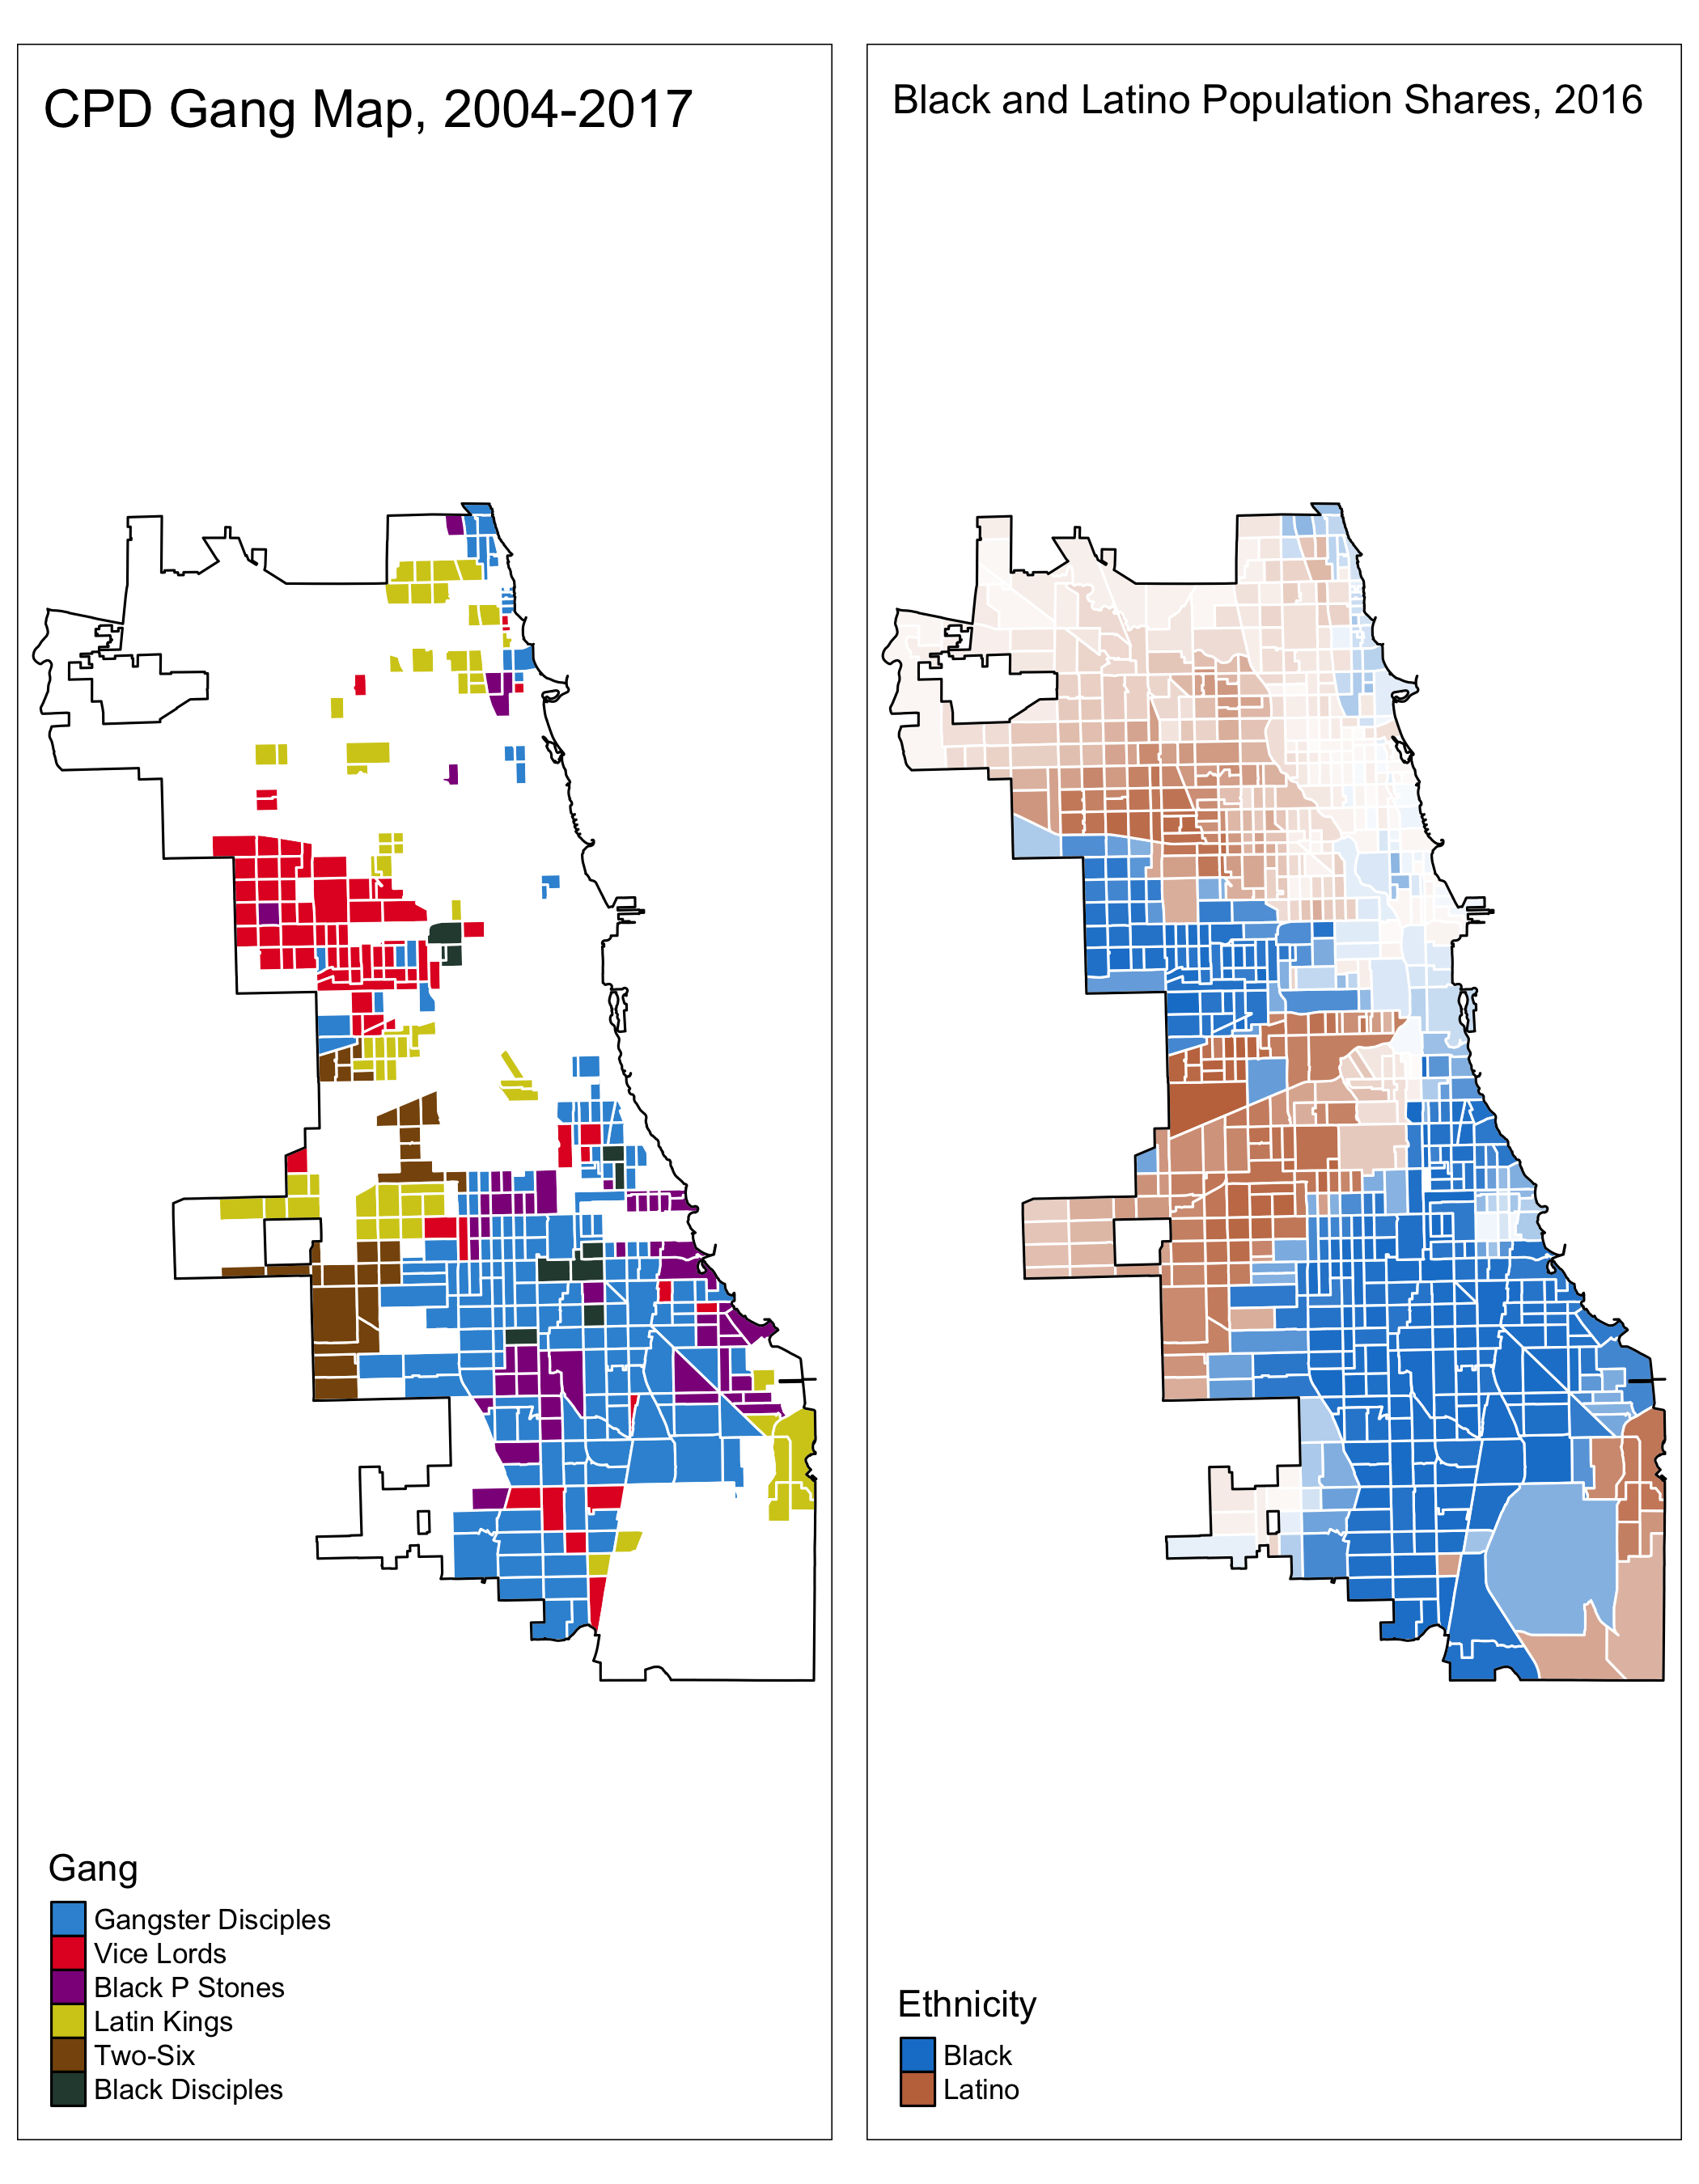 CPD Gang Map, 2004-2017
Gang
Gangster Disciples
Vice Lords
Black P Stones
Latin Kings
Two-Six
Black Disciples
Black and Latino Population Shares, 2016
Ethnicity
Black
Latino